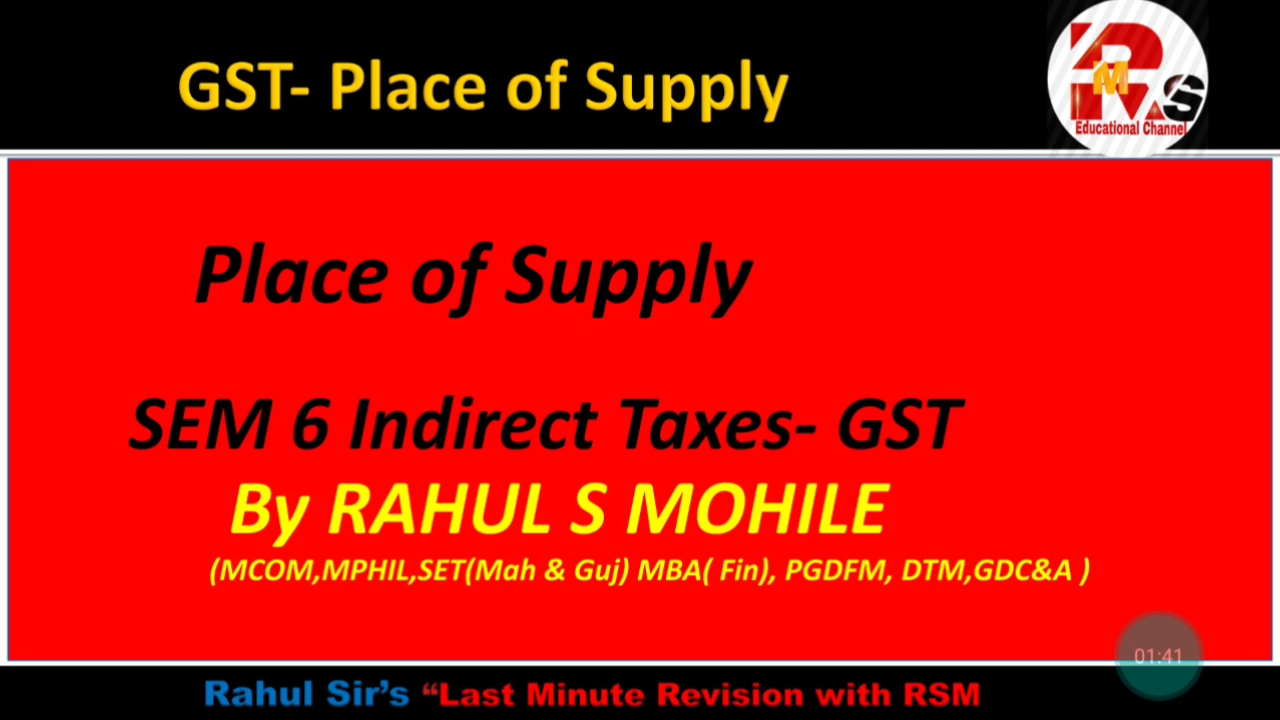 GST- Place of Supply
RMS
Educational Channel
Place of Supply
SEM 6 Indirect Taxes- GST
By RAHUL S MOHILE
(MCOM,MPHIL,SET(Mah & Guj) MBA( Fin), PGDFM, DTM,GDC&A )
01:41
Rahul Sir's “Last Minute Revision with RSM